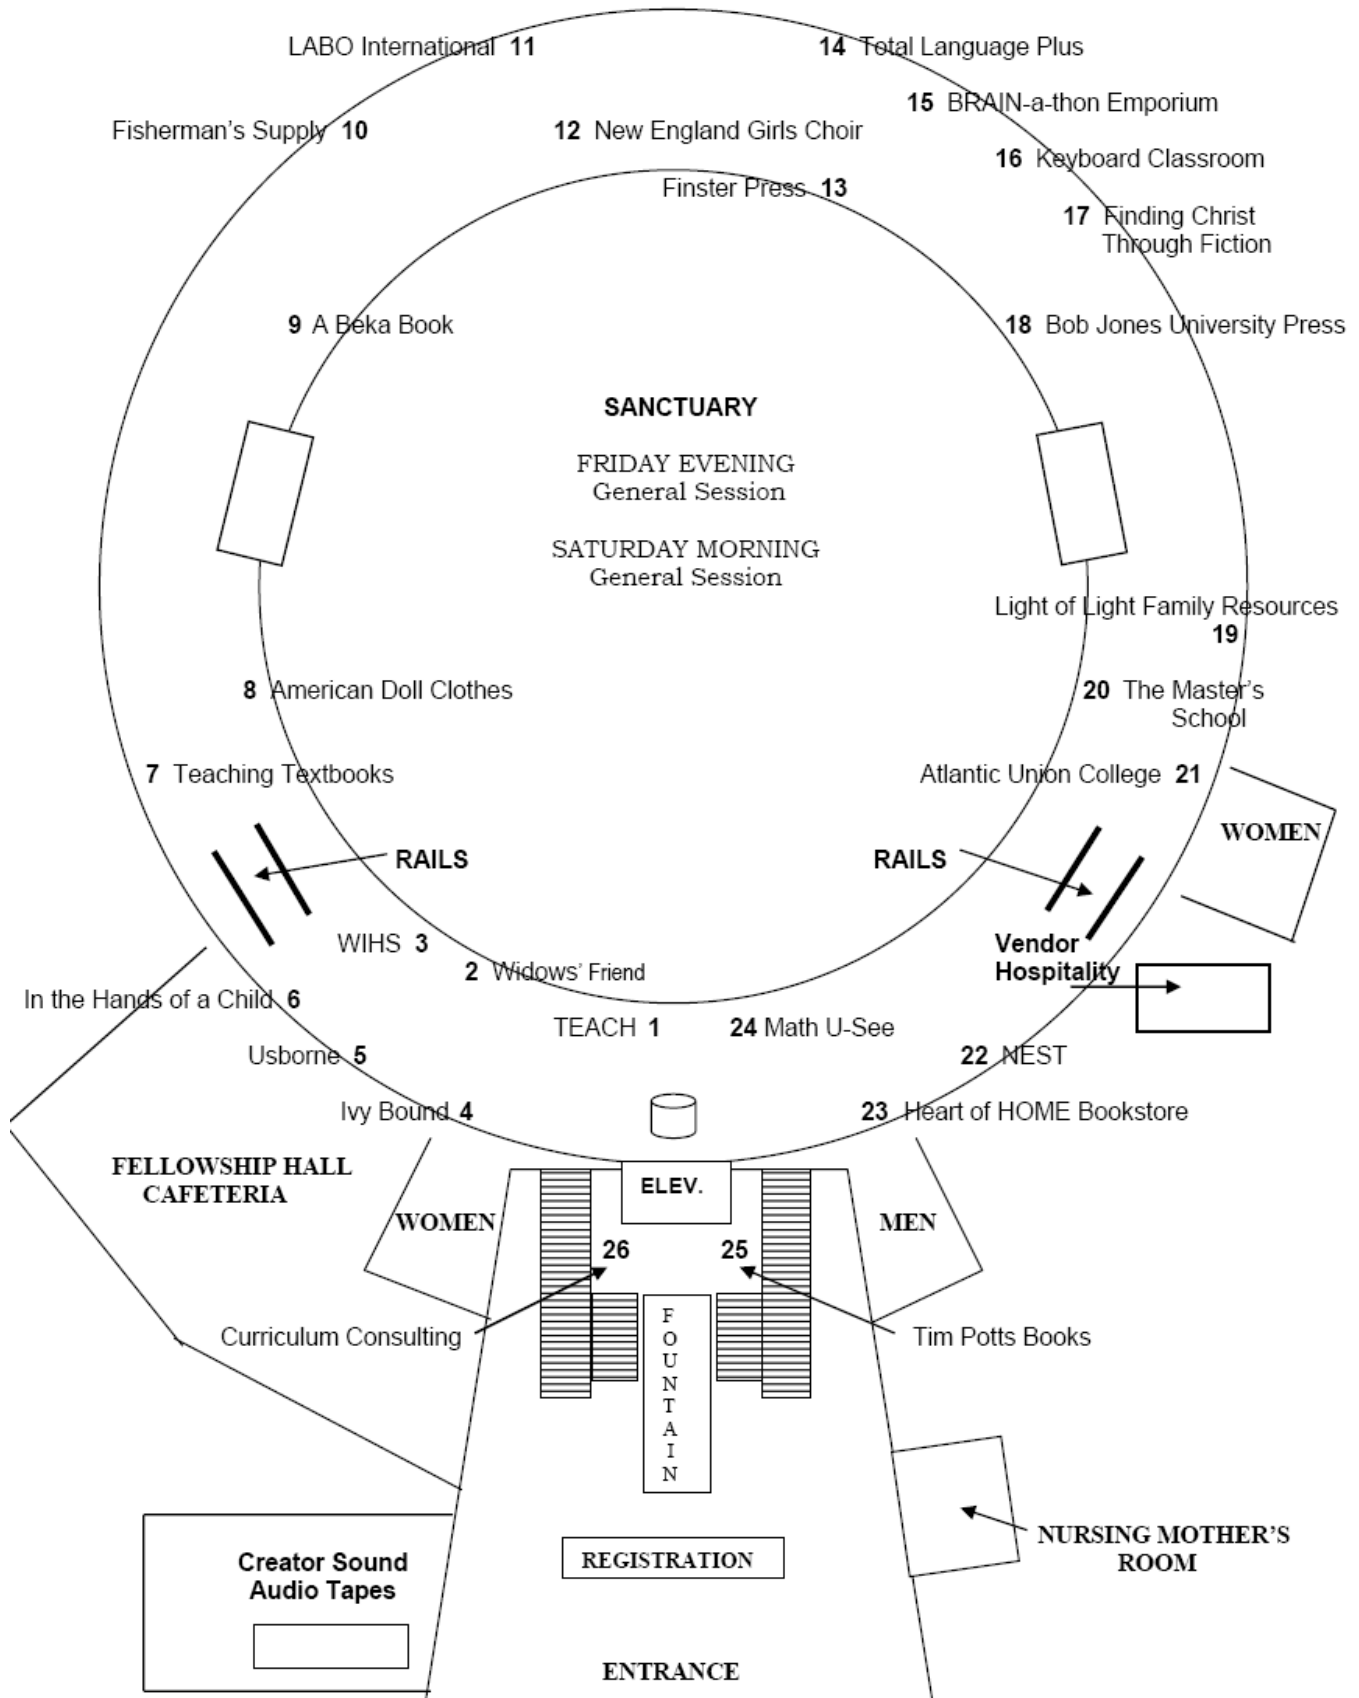 LABO International 11
14 Total Language Plus
15 BRAIN-a-thon Emporium
Fisherman's Supply 10
12 New England Girls Choir
16 Keyboard Classroom
Finster Press 13
17 Finding Christ
Through Fiction
9 A Beka Book
18 Bob Jones University Press
SANCTUARY
FRIDAY EVENING
General Session
SATURDAY MORNING
General Session
Light of Light Family Resources
19
8 American Doll Clothes
20 The Master's
School
7 Teaching Textbooks
Atlantic Union College 21
WOMEN
RAILS
RAILS
WIHS 3
Vendor
Hospitality
2 Widows' Friend
In the Hands of a Child 6
TEACH 1
24 Math U-See
Usborne 5
22 NEST
Ivy Bound 4
23 Heart of HOME Bookstore
FELLOWSHIP HALL
CAFETERIA
ELEV.
WOMEN
MEN
26
25
Curriculum Consulting
Tim Potts Books
FOUNTAIN
NURSING MOTHER'S
ROOM
Creator Sound
Audio Tapes
REGISTRATION
ENTRANCE